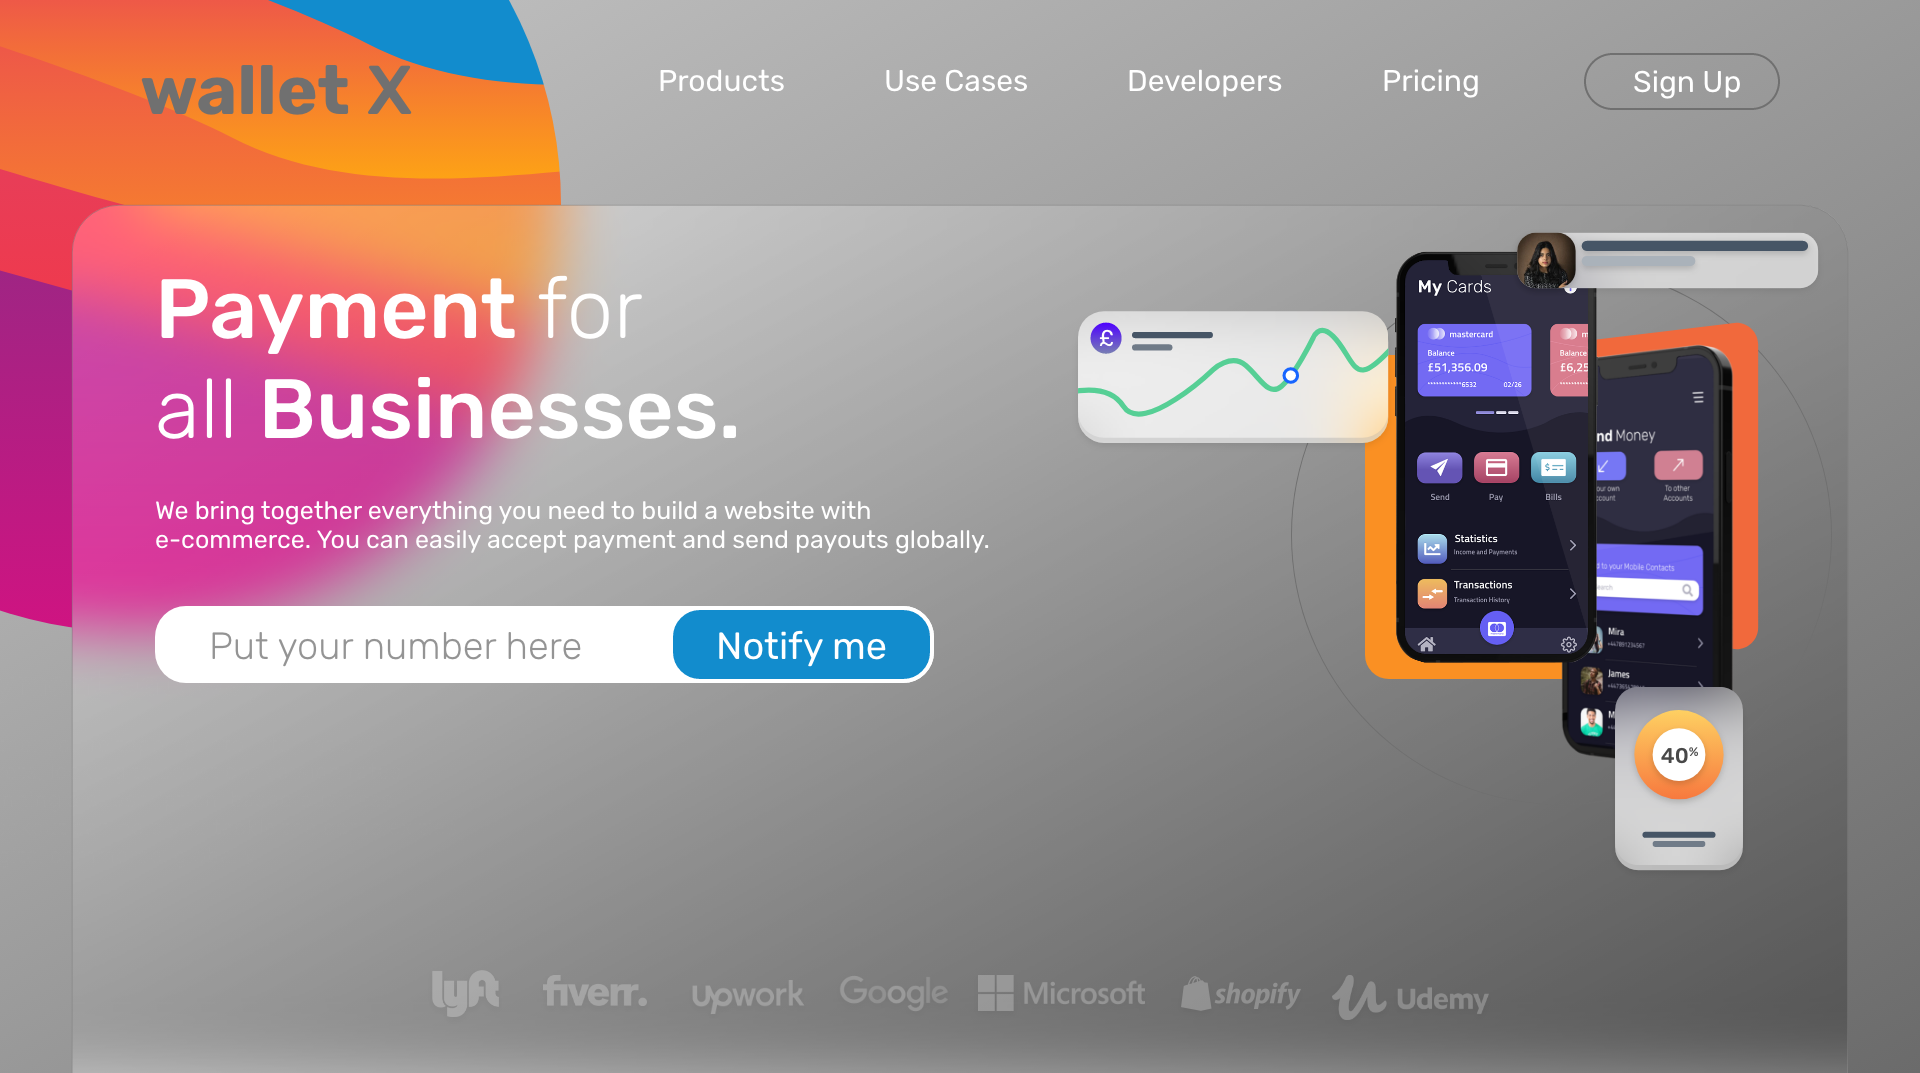 wallet X
Products
Use Cases
Developers
Pricing
Sign Up
Payment for
all Businesses.
We bring together everything you need to build a website with
e-commerce. You can easily accept payment and send payouts globally.
Put your number here
Notify me
£
My Cards
mastercard
Balance
£51,356.09
************6532
02/26
m
Balance
£6,25
Send
Pay
Bills
Statistics
Income and Payments
Transactions
Transaction History
nd Money
our own
count
To other
Accounts
d to your Mobile Contacts
earch
Mira
+447891234567
James
M
40%
lyft
fiverr.
upwork
Google
Microsoft
shopify
Udemy